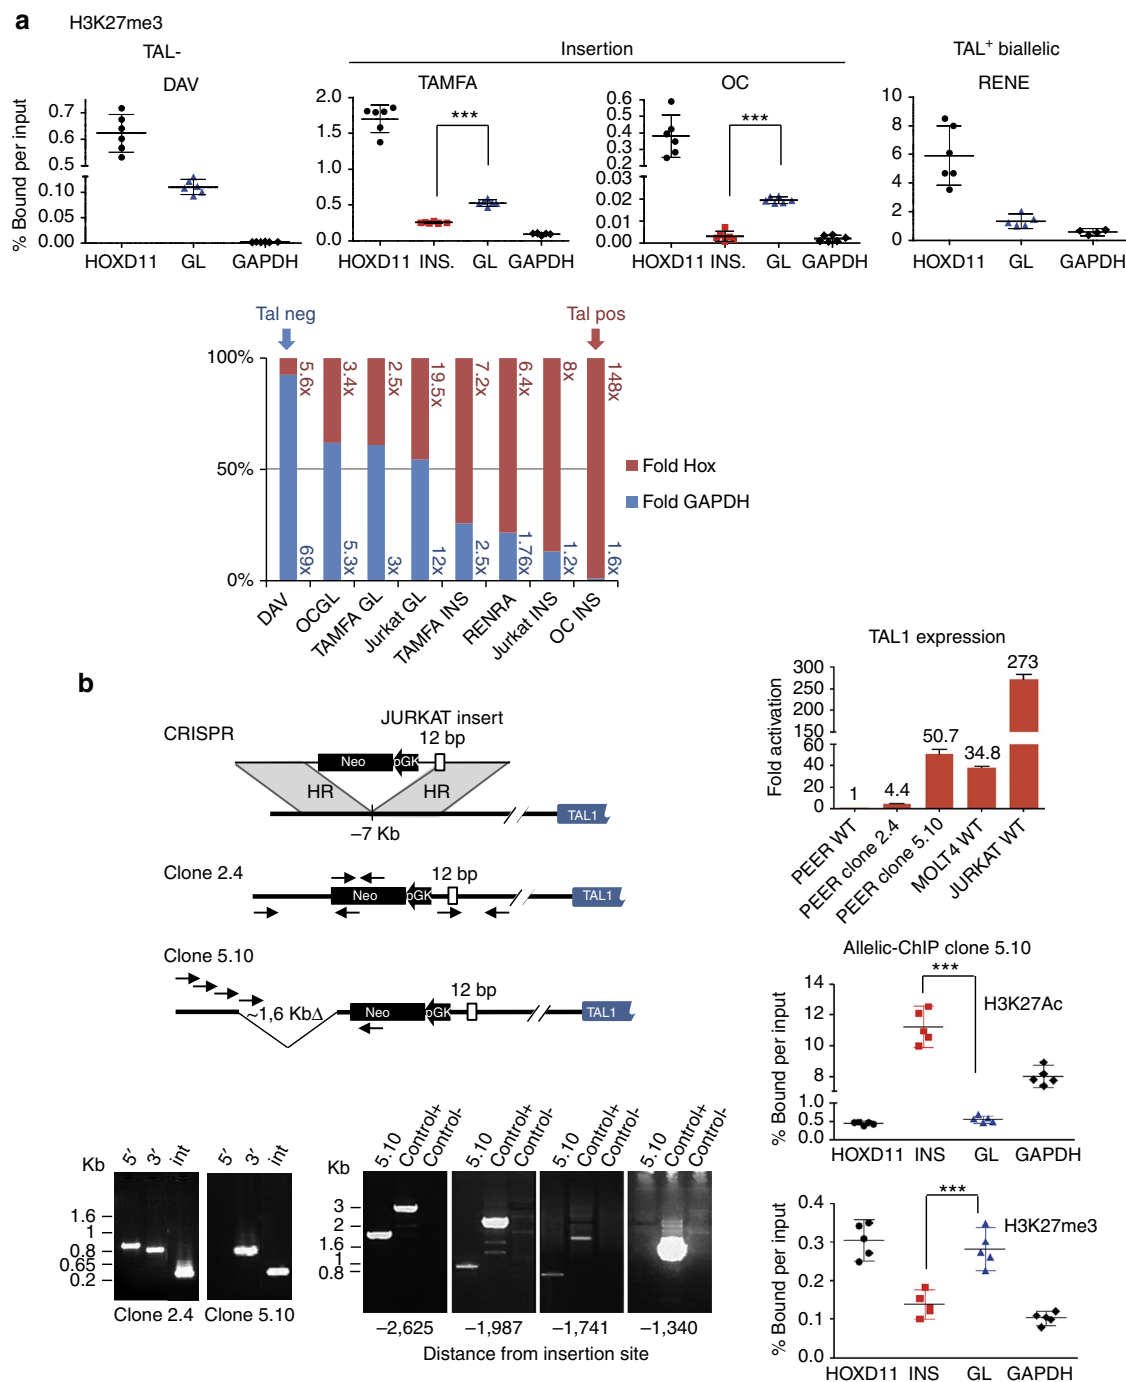 a
H3K27me3
TAL-
Insertion
TAL+ biallelic
DAV
TAMFA
OC
RENE
% Bound per input
0.7
0.6
0.5
0.10
0.05
0.00
HOXD11 GL GAPDH
2.0
1.5
1.0
0.5
0.0
***
HOXD11 INS. GL GAPDH
0.6
0.5
0.4
0.3
0.2
0.03
0.02
0.01
0.00
***
HOXD11 INS. GL GAPDH
10
8
6
4
2
0
HOXD11 GL GAPDH
Tal neg
Tal pos
100%
50%
0%
5.6x 3.4x 2.5x 19.5x 7.2x 6.4x 8x 148x
69x 5.3x 3x 12x 2.5x 1.76x 1.2x 1.6x
Fold Hox
Fold GAPDH
DAV OCGL TAMFA GL Jurkat GL TAMFA INS RENRA Jurkat INS OC INS
b
CRISPR
JURKAT insert
12 bp
Neo pGK
HR HR
−7 Kb
TAL1
Clone 2.4
12 bp
Neo pGK
TAL1
Clone 5.10
~1,6 KbΔ
12 bp
Neo pGK
TAL1
TAL1 expression
Fold activation
300
250
200
150
60
40
20
0
1 4.4 50.7 34.8 273
PEER WT PEER clone 2.4 PEER clone 5.10 MOLT4 WT JURKAT WT
Allelic-ChIP clone 5.10
% Bound per input
14
12
10
8
1.0
0.5
0.0
***
H3K27Ac
HOXD11 INS GL GAPDH
% Bound per input
0.4
0.3
0.2
0.1
0.0
***
H3K27me3
HOXD11 INS GL GAPDH
Kb
5′ 3′ int
5′ 3′ int
1.6
1
0.8
0.65
0.2
Clone 2.4 Clone 5.10
Kb
5.10 Control+ Control-
5.10 Control+ Control-
5.10 Control+ Control-
5.10 Control+ Control-
3
2
1.6
1
0.8
−2,625 −1,987 −1,741 −1,340
Distance from insertion site